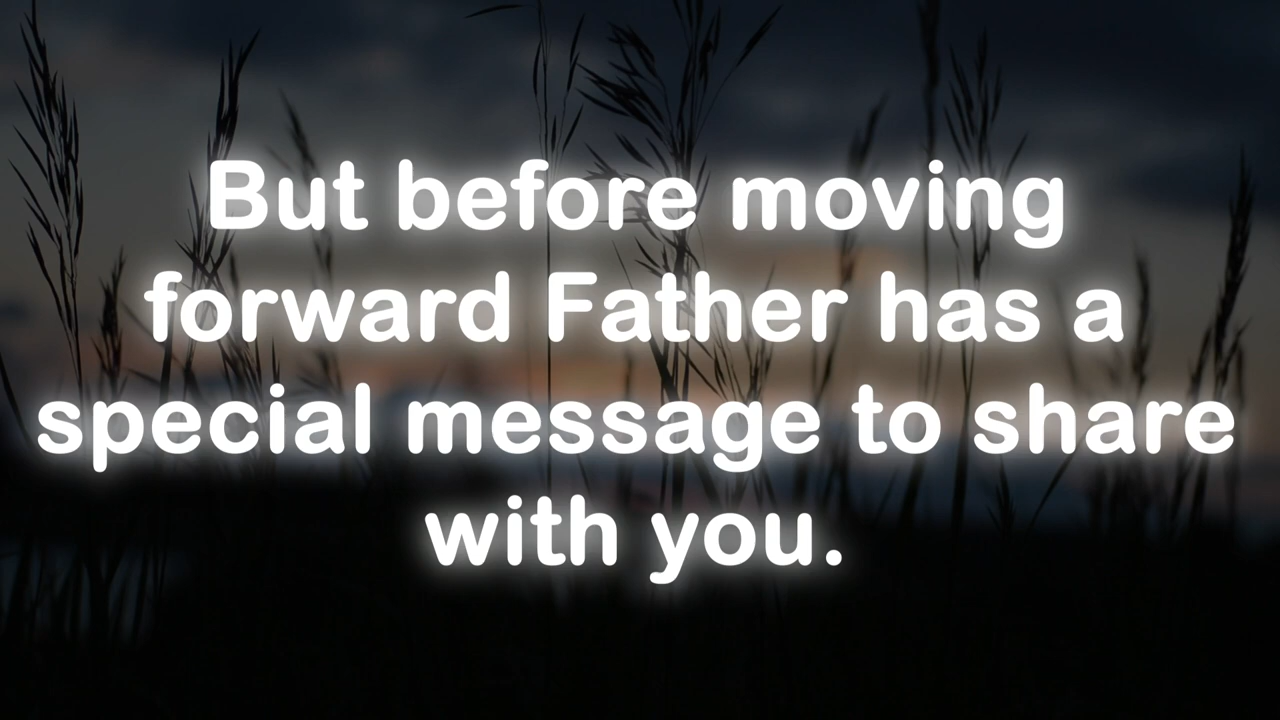 But before moving
forward Father has a
special message to share
with you.